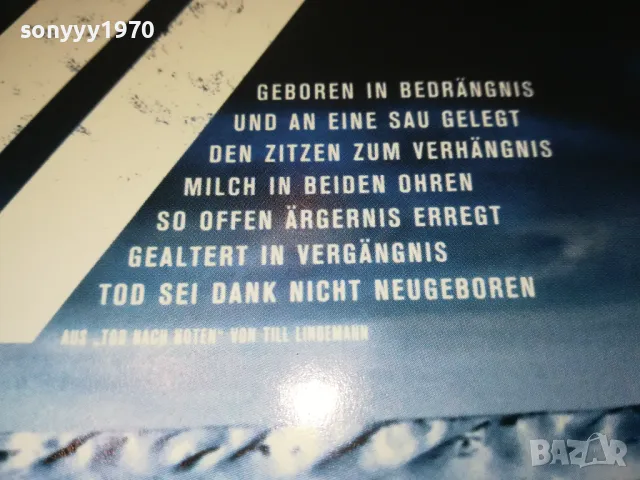 sonyyy1970
GEBOREN IN BEDRÄNGNIS
UND AN EINE SAU GELEGT
DEN ZITZEN ZUM VERHÄNGNIS
MILCH IN BEIDEN OHREN
SO OFFEN ÄRGERNIS ERREGT
GEALTERT IN VERGÄNGNIS
TOD SEI DANK NICHT NEUGEBOREN
AUS „TOD NACH NOTEN“ VON TILL LINDEMANN
BAZAR